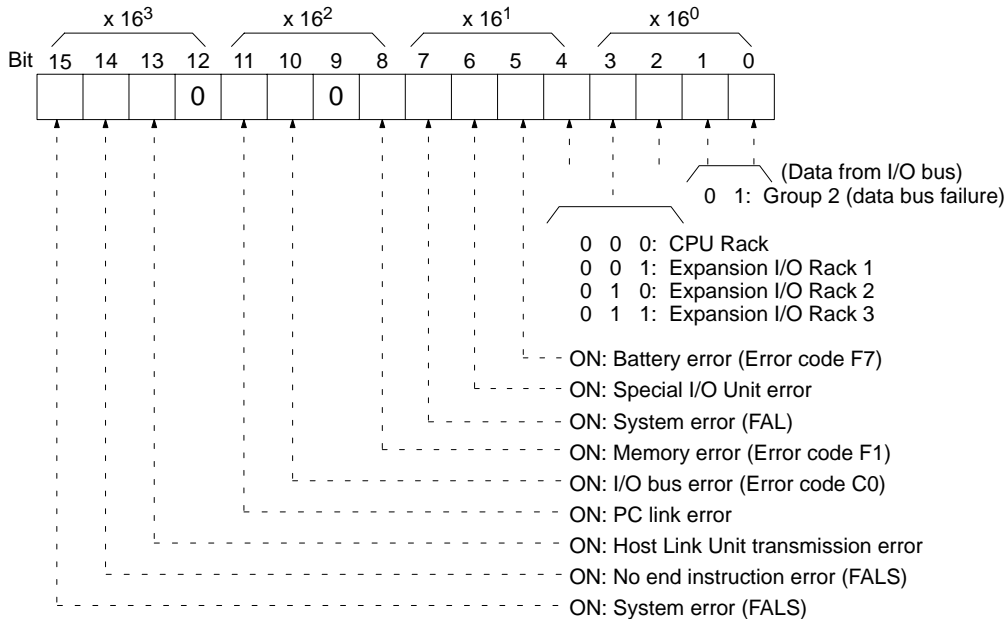 x 16³ x 16² x 16¹ x 16⁰
Bit 15 14 13 12 11 10 9 8 7 6 5 4 3 2 1 0
0 0
(Data from I/O bus)
0 1: Group 2 (data bus failure)
0 0 0: CPU Rack
0 0 1: Expansion I/O Rack 1
0 1 0: Expansion I/O Rack 2
0 1 1: Expansion I/O Rack 3
ON: Battery error (Error code F7)
ON: Special I/O Unit error
ON: System error (FAL)
ON: Memory error (Error code F1)
ON: I/O bus error (Error code C0)
ON: PC link error
ON: Host Link Unit transmission error
ON: No end instruction error (FALS)
ON: System error (FALS)